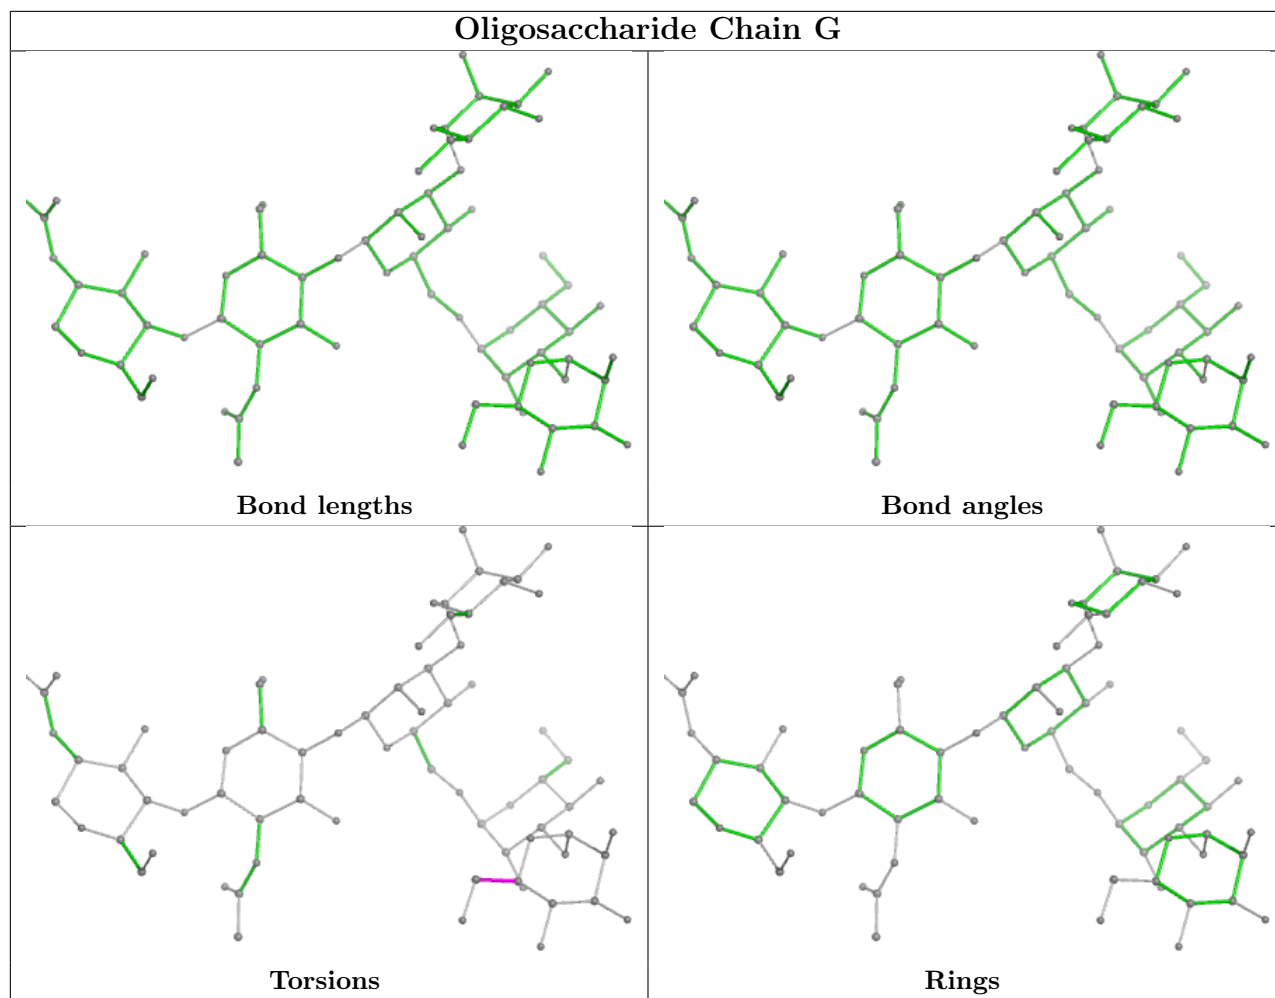 Oligosaccharide Chain G
Bond lengths
Bond angles
Torsions
Rings